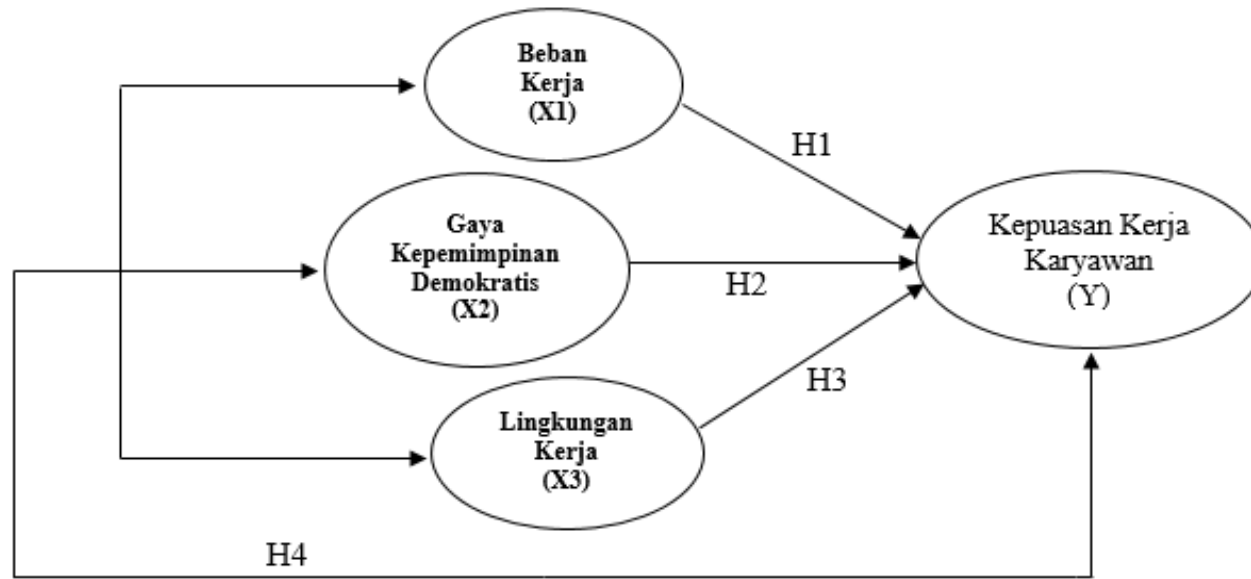 Beban
Kerja
(X1)
H1
Gaya
Kepemimpinan
Demokratis
(X2)
H2
Kepuasan Kerja
Karyawan
(Y)
H3
Lingkungan
Kerja
(X3)
H4